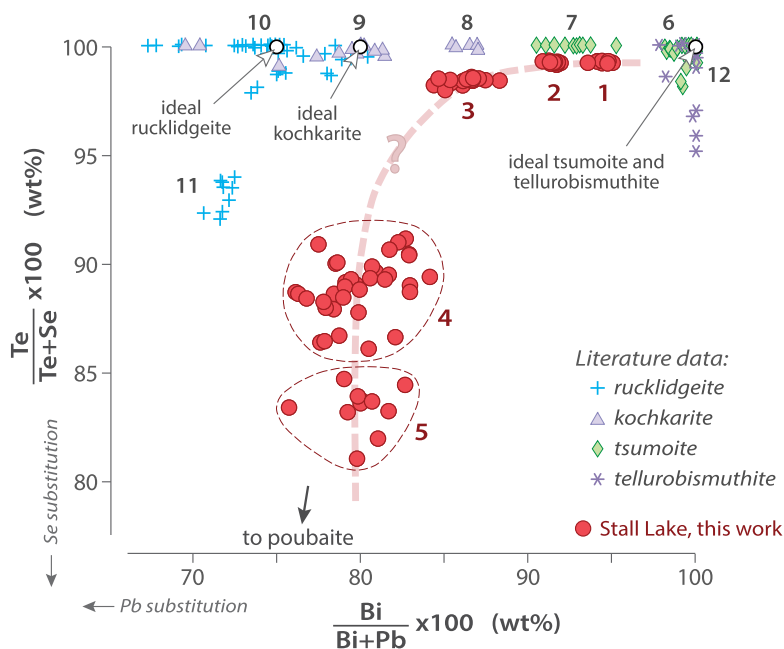 10
9
8
7
6
100
12
ideal
rucklidgeite
ideal
kochkarite
3
2
1
?
ideal tsumoite and
tellurobismuthite
95
11
90
4
85
5
80
Te
Te+Se
x100 (wt%)
Se substitution
to poubaite
Literature data:
rucklidgeite
kochkarite
tsumoite
tellurobismuthite
Stall Lake, this work
70
80
90
100
Pb substitution
Bi
Bi+Pb
x100 (wt%)